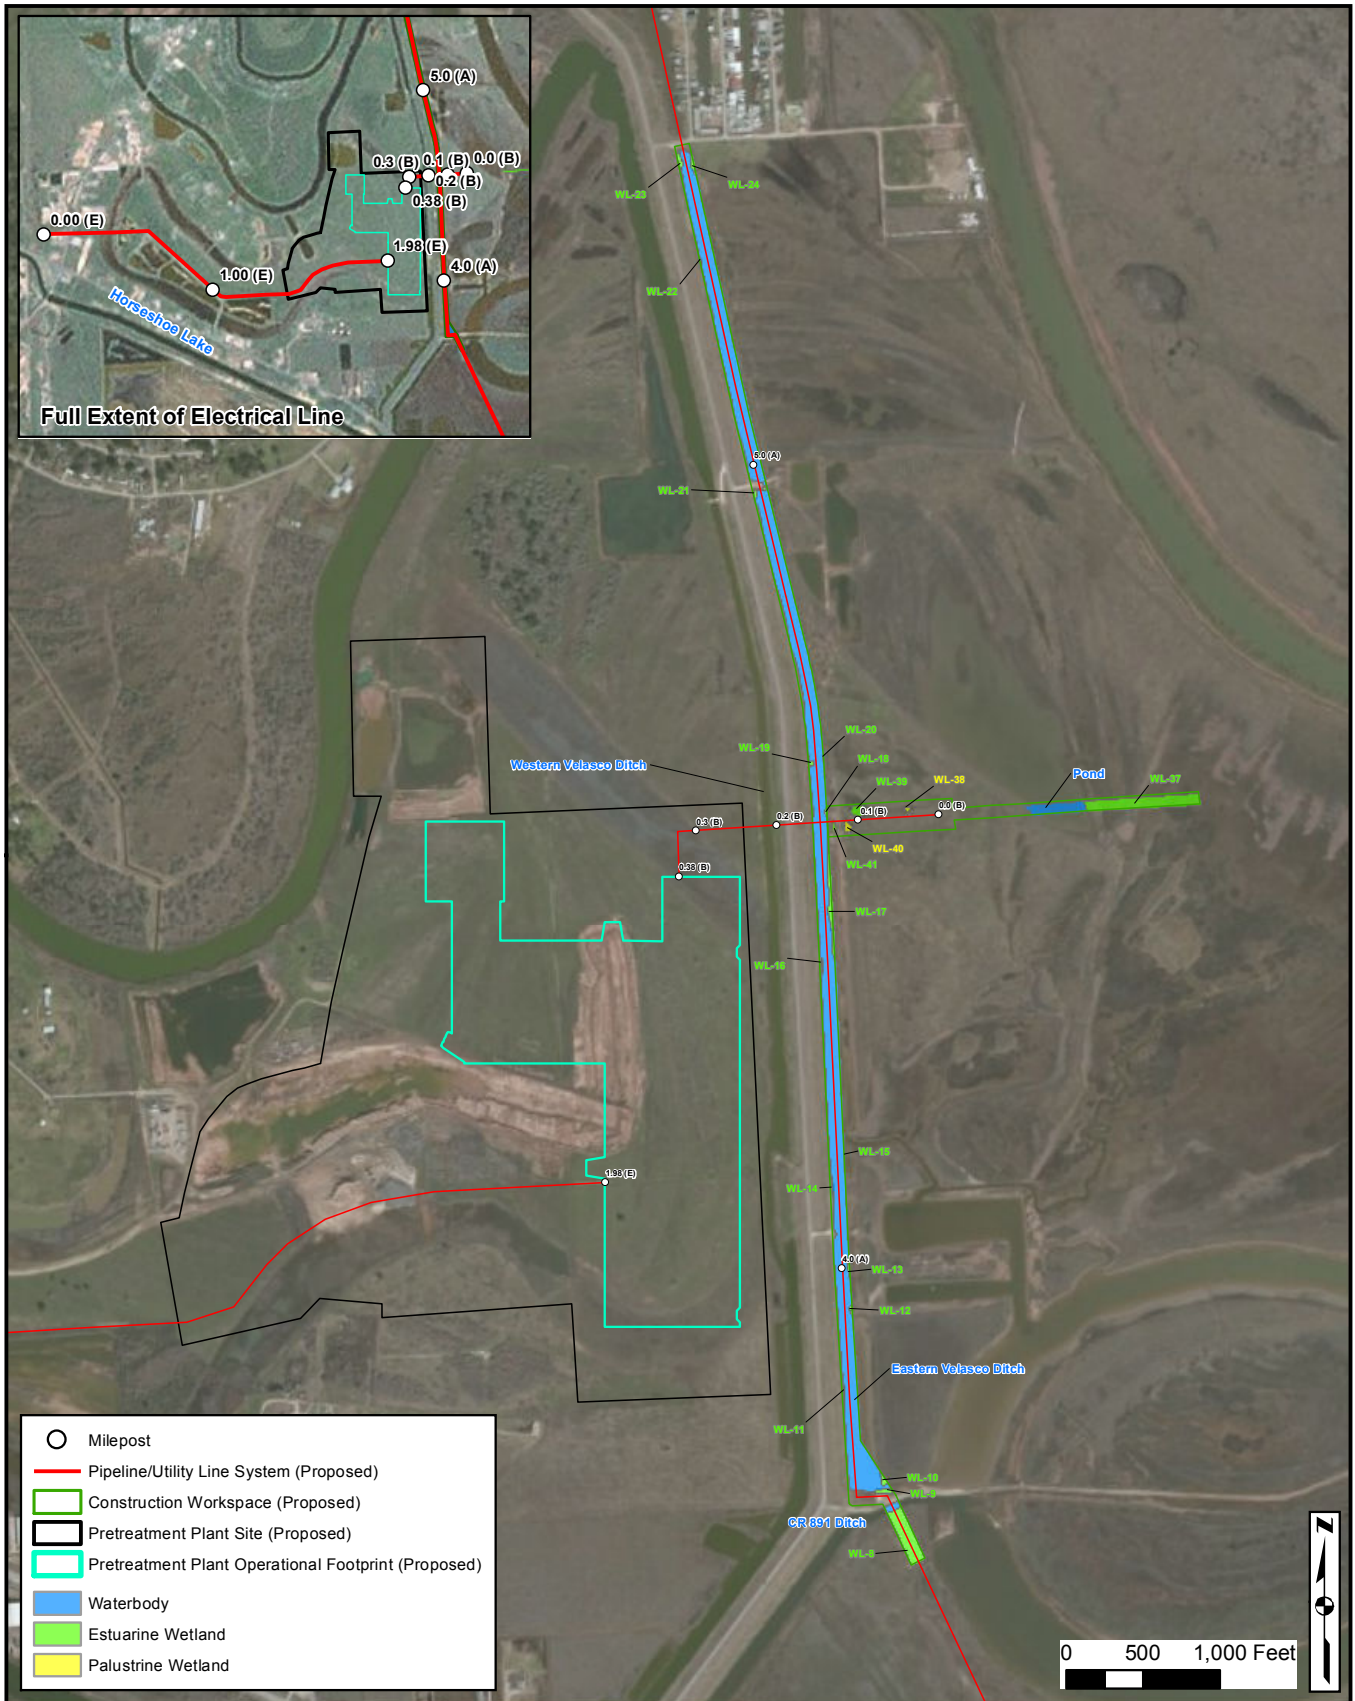 5.0 (A)
0.3 (B)
0.1 (B)
0.0 (B)
0.2 (B)
0.38 (B)
0.00 (E)
1.98 (E)
1.00 (E)
4.0 (A)
Horseshoe Lake
Full Extent of Electrical Line
WL-23
WL-24
WL-22
5.0 (A)
WL-21
WL-20
WL-19
WL-18
Western Velasco Ditch
Pond
WL-37
WL-39
WL-38
0.0 (B)
0.1 (B)
0.2 (B)
0.3 (B)
WL-40
WL-41
0.38 (B)
WL-17
WL-16
WL-15
1.98 (E)
WL-14
4.0 (A)
WL-13
WL-12
Eastern Velasco Ditch
WL-11
WL-10
WL-9
CR 891 Ditch
WL-8
Milepost
Pipeline/Utility Line System (Proposed)
Construction Workspace (Proposed)
Pretreatment Plant Site (Proposed)
Pretreatment Plant Operational Footprint (Proposed)
Waterbody
Estuarine Wetland
Palustrine Wetland
N
0 500 1,000 Feet